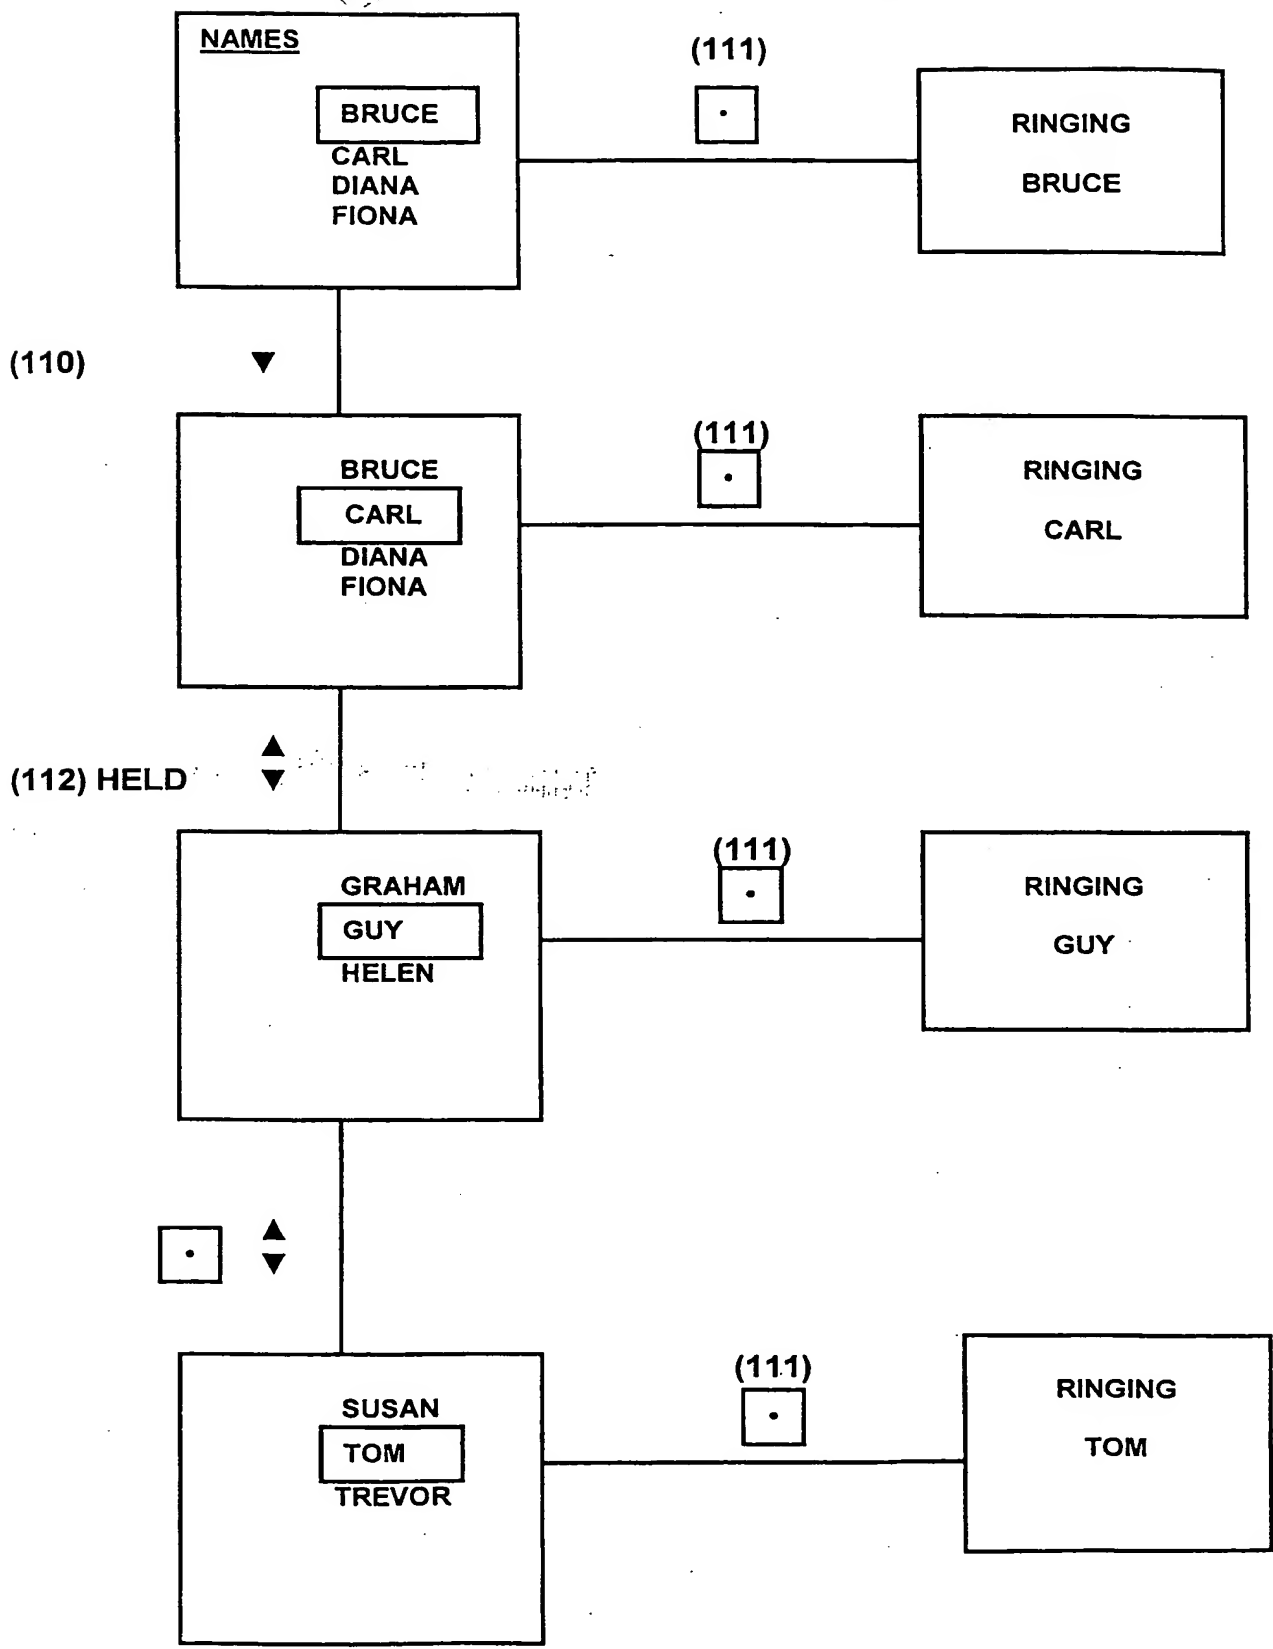 NAMES
(111)
BRUCE
CARL
DIANA
FIONA
RINGING
BRUCE
(110)
(111)
BRUCE
CARL
DIANA
FIONA
RINGING
CARL
(112) HELD
(111)
GRAHAM
GUY
HELEN
RINGING
GUY
(111)
SUSAN
TOM
TREVOR
RINGING
TOM